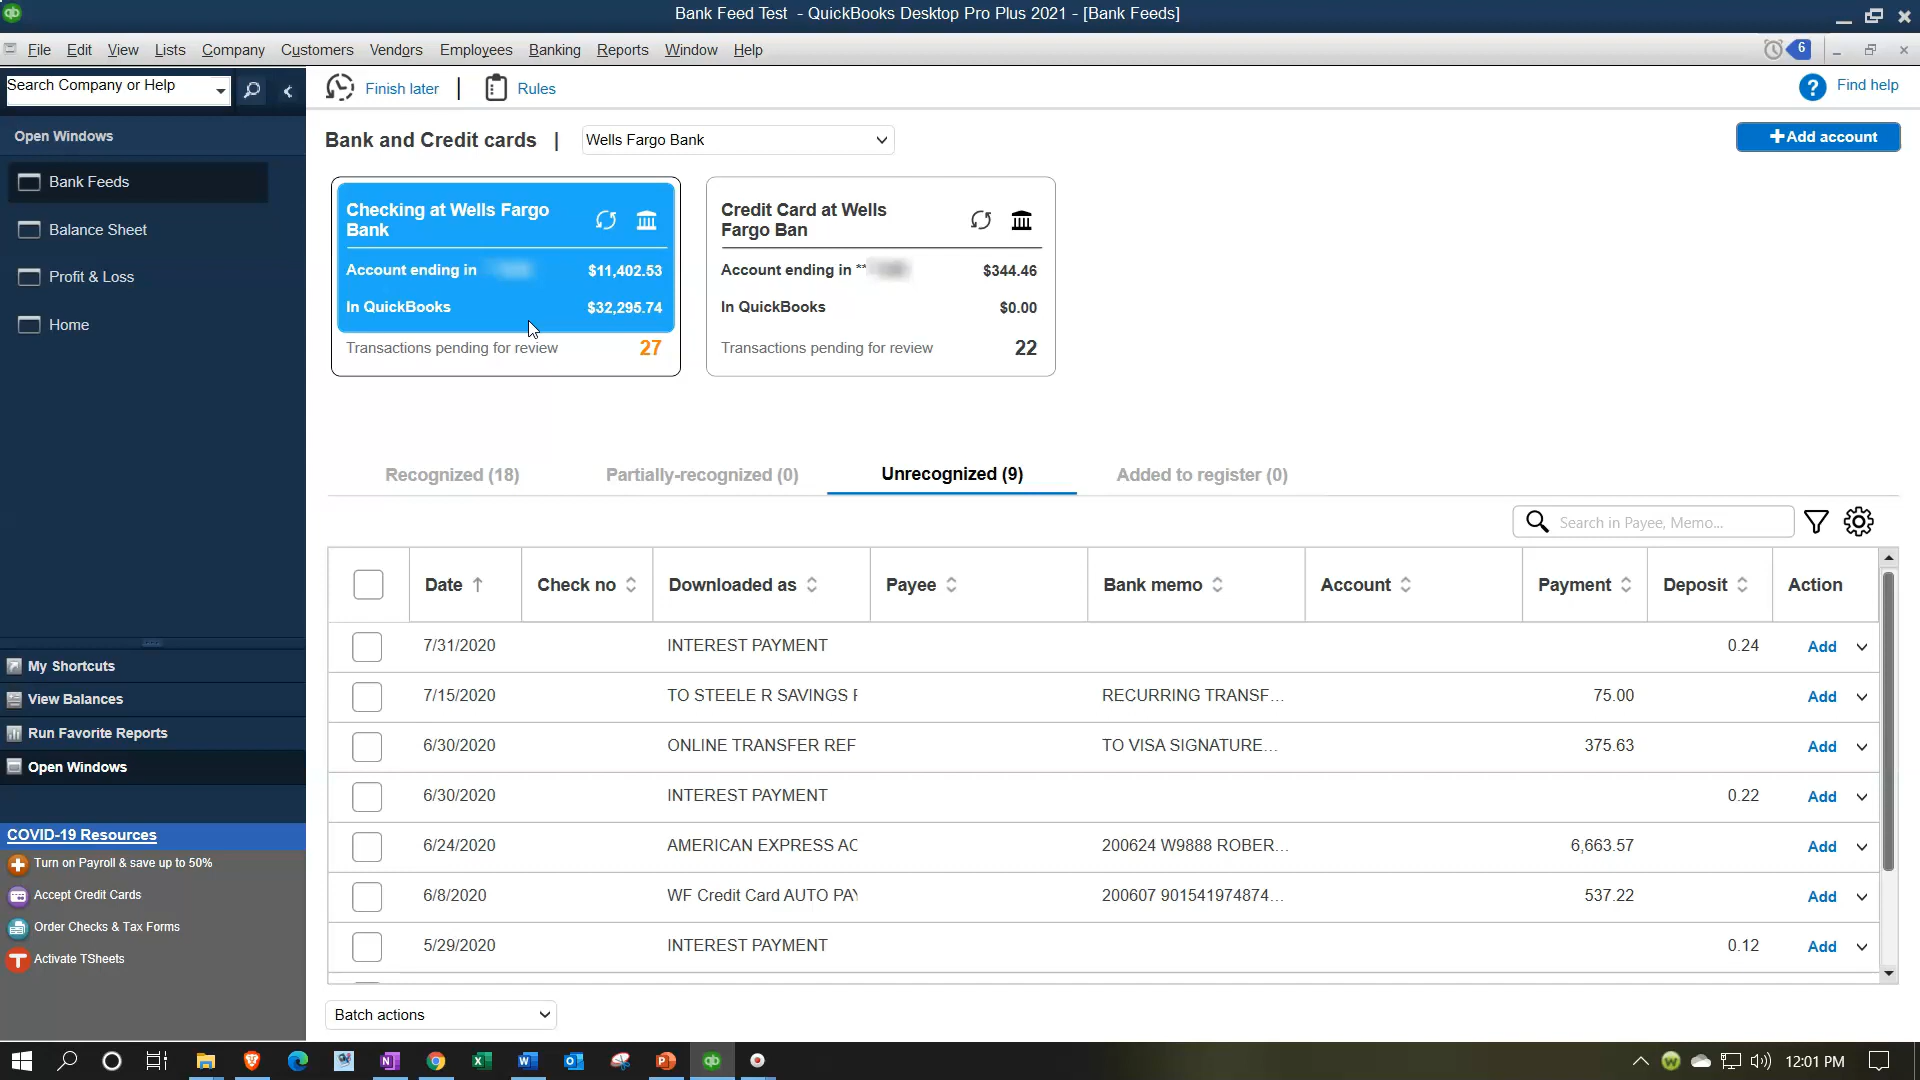 Bank Feed Test - QuickBooks Desktop Pro Plus 2021 - [Bank Feeds]
File Edit View Lists Company Customers Vendors Employees Banking Reports Window Help
6
Search Company or Help
Finish later | Rules
? Find help
Open Windows
Bank Feeds
Balance Sheet
Profit & Loss
Home
Bank and Credit cards | Wells Fargo Bank
+Add account
Checking at Wells Fargo
Bank
Account ending in $11,402.53
In QuickBooks $32,295.74
Transactions pending for review 27
Credit Card at Wells
Fargo Ban
Account ending in ** $344.46
In QuickBooks $0.00
Transactions pending for review 22
Recognized (18) Partially-recognized (0) Unrecognized (9) Added to register (0)
Search in Payee, Memo...
Date Check no Downloaded as Payee Bank memo Account Payment Deposit Action
7/31/2020 INTEREST PAYMENT 0.24 Add
7/15/2020 TO STEELE R SAVINGS RECURRING TRANSF... 75.00 Add
6/30/2020 ONLINE TRANSFER REF TO VISA SIGNATURE... 375.63 Add
6/30/2020 INTEREST PAYMENT 0.22 Add
6/24/2020 AMERICAN EXPRESS AC 200624 W9888 ROBER... 6,663.57 Add
6/8/2020 WF Credit Card AUTO PAY 200607 901541974874... 537.22 Add
5/29/2020 INTEREST PAYMENT 0.12 Add
Batch actions
My Shortcuts
View Balances
Run Favorite Reports
Open Windows
COVID-19 Resources
Turn on Payroll & save up to 50%
Accept Credit Cards
Order Checks & Tax Forms
Activate TSheets
12:01 PM